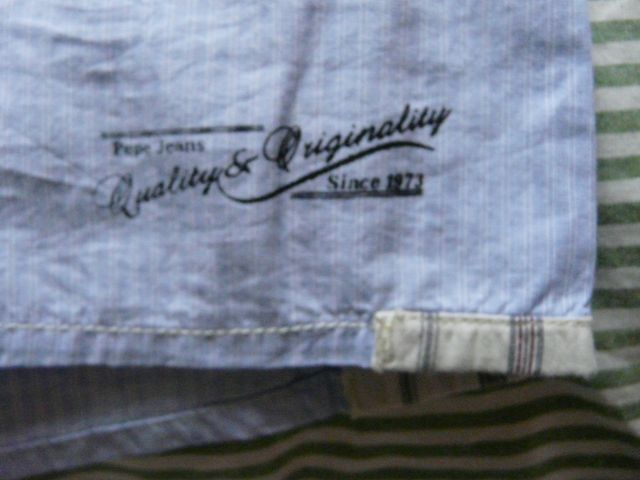 Pepe Jeans
Quality & Originality
Since 1973